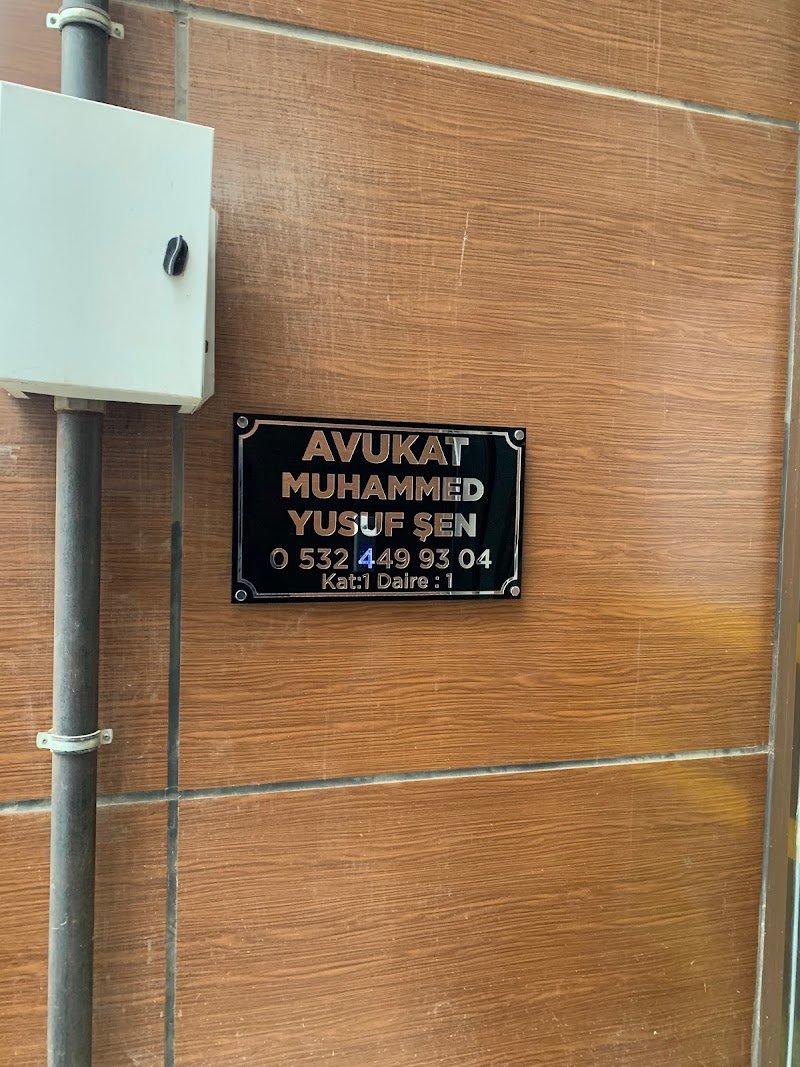 AVUKAT
MUHAMMED
YUSUF ŞEN
0 532 449 93 04
Kat:1 Daire : 1